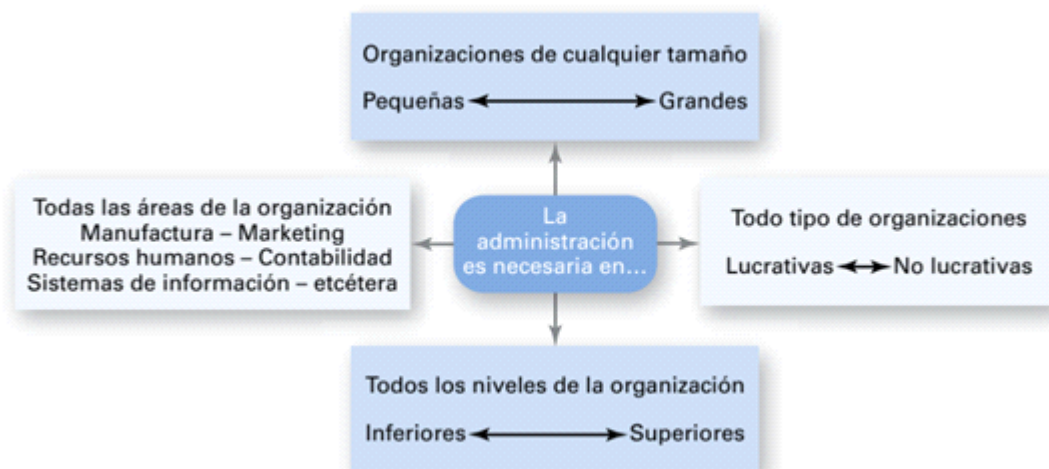 Organizaciones de cualquier tamaño
Pequeñas Grandes
Todas las áreas de la organización
Manufactura – Marketing
Recursos humanos – Contabilidad
Sistemas de información – etcétera
La
administración
es necesaria en...
Todo tipo de organizaciones
Lucrativas No lucrativas
Todos los niveles de la organización
Inferiores Superiores